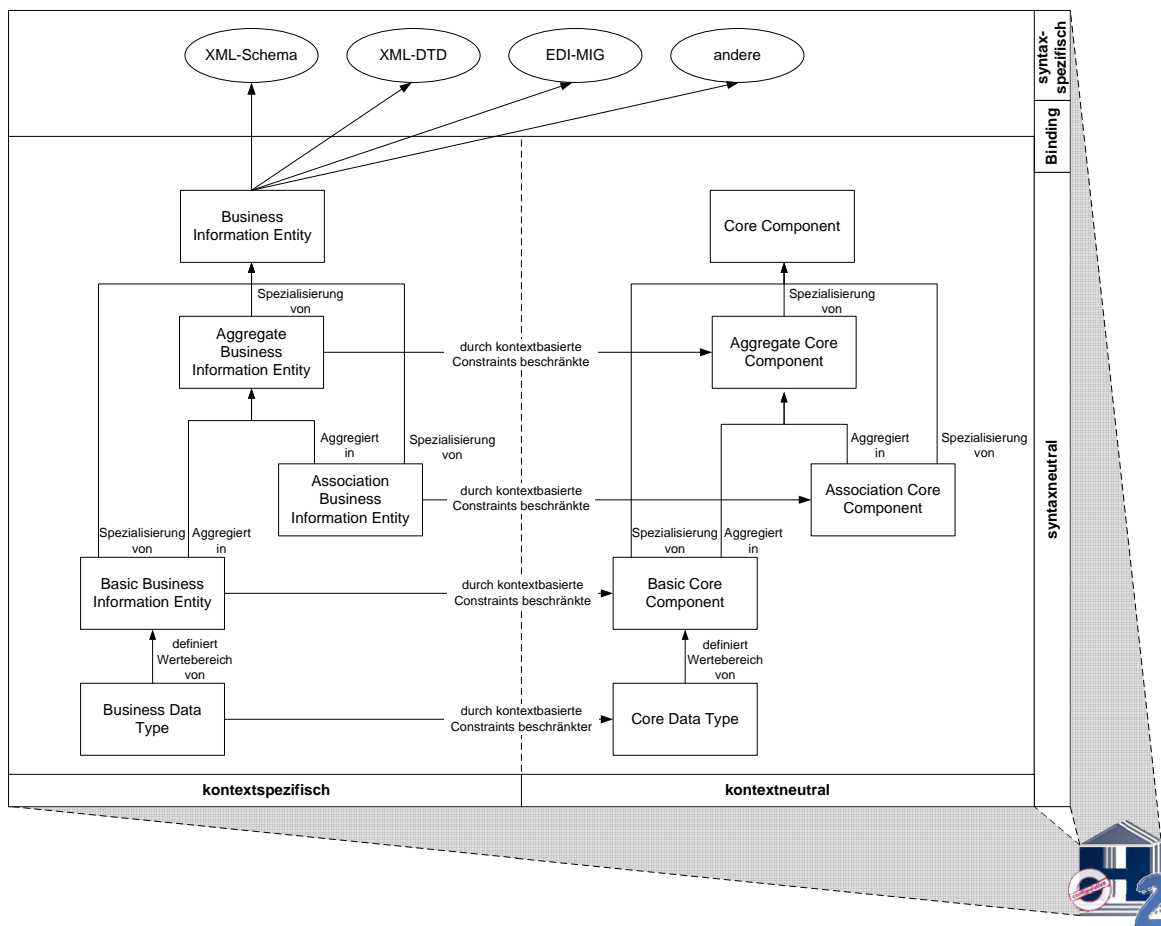 XML-Schema
XML-DTD
EDI-MIG
andere
syntax-
spezifisch
Binding
Business
Information Entity
Core Component
Spezialisierung
von
Spezialisierung
von
Aggregate
Business
Information Entity
durch kontextbasierte
Constraints beschränkte
Aggregate Core
Component
Aggregiert
in
Spezialisierung
von
Aggregiert
in
Spezialisierung
von
Association
Business
Information Entity
durch kontextbasierte
Constraints beschränkte
Association Core
Component
syntaxneutral
Spezialisierung
von
Aggregiert
in
Spezialisierung
von
Aggregiert
in
Basic Business
Information Entity
durch kontextbasierte
Constraints beschränkte
Basic Core
Component
definiert
Wertebereich
von
definiert
Wertebereich
von
Business Data
Type
durch kontextbasierte
Constraints beschränkter
Core Data Type
kontextspezifisch
kontextneutral
H
2